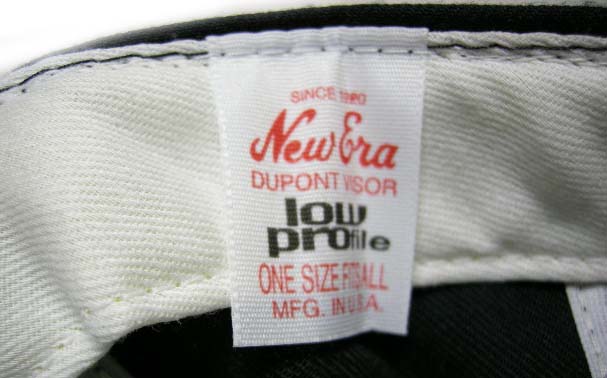 SINCE 1920
New Era
DUPONT VISOR
low
profile
ONE SIZE FITS ALL
MFG. IN U.S.A.